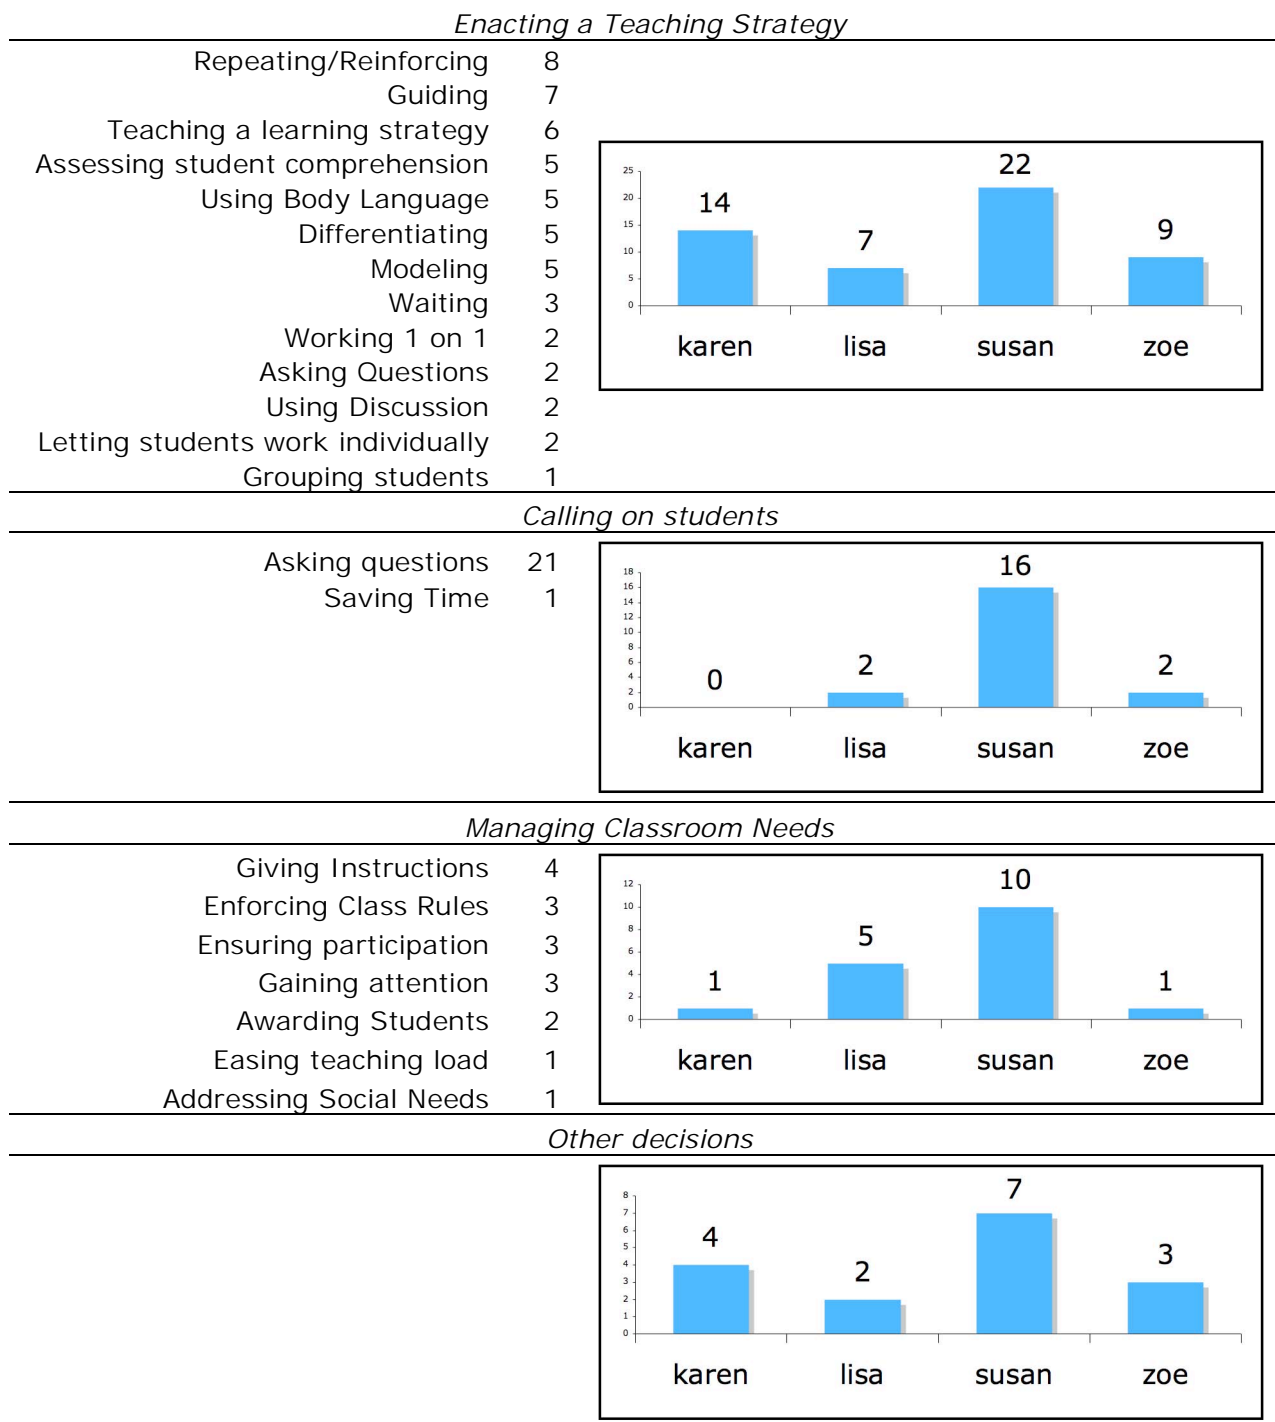 Enacting a Teaching Strategy
Repeating/Reinforcing 8
Guiding 7
Teaching a learning strategy 6
Assessing student comprehension 5
Using Body Language 5
Differentiating 5
Modeling 5
Waiting 3
Working 1 on 1 2
Asking Questions 2
Using Discussion 2
Letting students work individually 2
Grouping students 1
25
20
15
10
5
0
14 7 22 9
karen lisa susan zoe
Calling on students
Asking questions 21
Saving Time 1
18
16
14
12
10
8
6
4
2
0
0 2 16 2
karen lisa susan zoe
Managing Classroom Needs
Giving Instructions 4
Enforcing Class Rules 3
Ensuring participation 3
Gaining attention 3
Awarding Students 2
Easing teaching load 1
Addressing Social Needs 1
12
10
8
6
4
2
0
1 5 10 1
karen lisa susan zoe
Other decisions
8
7
6
5
4
3
2
1
0
4 2 7 3
karen lisa susan zoe